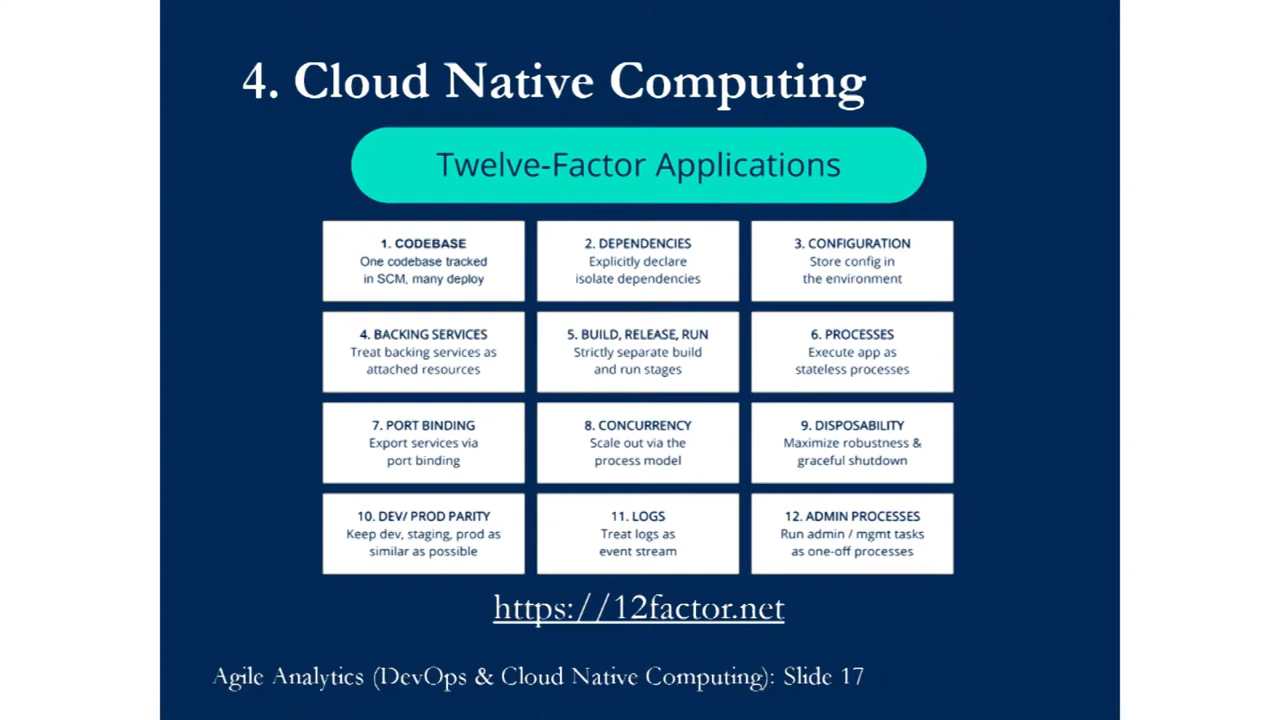 4. Cloud Native Computing
Twelve-Factor Applications
1. CODEBASE
One codebase tracked
in SCM, many deploy
2. DEPENDENCIES
Explicitly declare
isolate dependencies
3. CONFIGURATION
Store config in
the environment
4. BACKING SERVICES
Treat backing services as
attached resources
5. BUILD, RELEASE, RUN
Strictly separate build
and run stages
6. PROCESSES
Execute app as
stateless processes
7. PORT BINDING
Export services via
port binding
8. CONCURRENCY
Scale out via the
process model
9. DISPOSABILITY
Maximize robustness &
graceful shutdown
10. DEV/ PROD PARITY
Keep dev, staging, prod as
similar as possible
11. LOGS
Treat logs as
event stream
12. ADMIN PROCESSES
Run admin / mgmt tasks
as one-off processes
https://12factor.net
Agile Analytics (DevOps & Cloud Native Computing): Slide 17